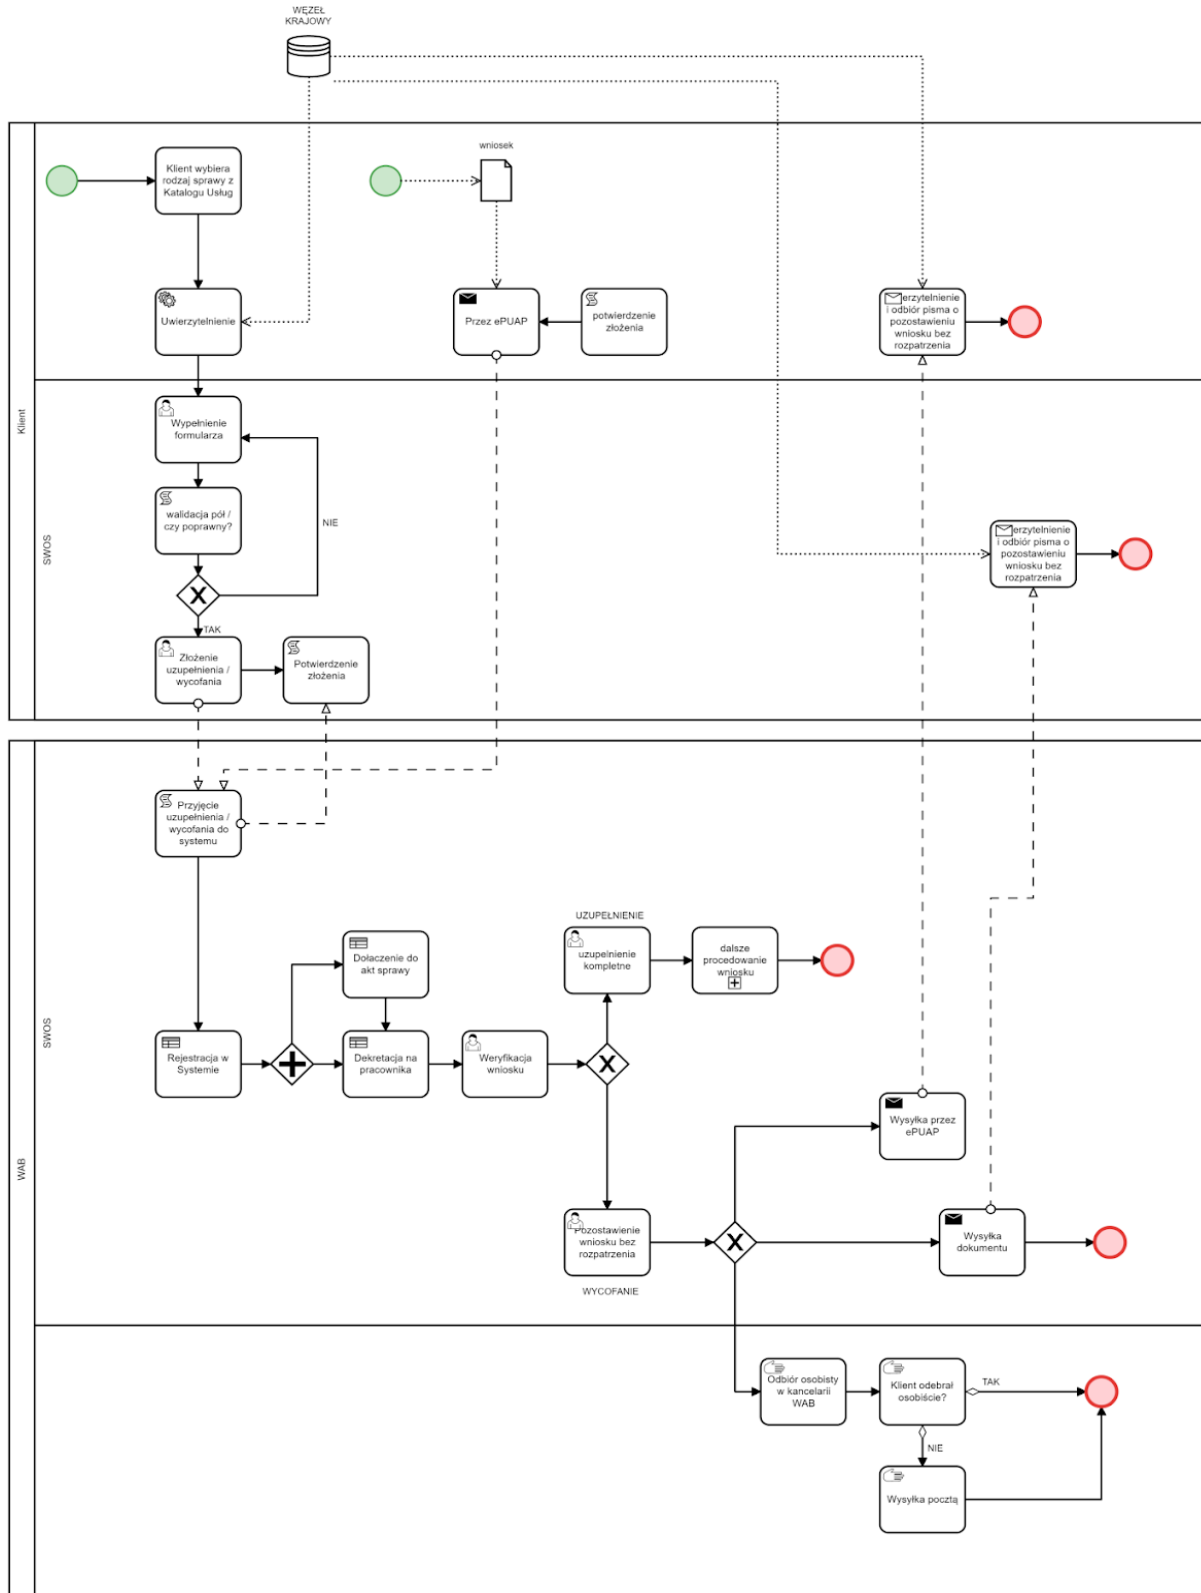 WĘZEŁ
KRAJOWY
Klient wybiera
rodzaj sprawy z
Katalogu Usług
wniosek
Uwierzytelnienie
Przez ePUAP
potwierdzenie
złożenia
erzytelnienie
i odbiór pisma o
pozostawieniu
wniosku bez
rozpatrzenia
Klient
SWOS
Wypełnienie
formularza
walidacja pół /
czy poprawny?
NIE
TAK
Złożenie
uzupełnienia /
wycofania
Potwierdzenie
złożenia
erzytelnienie
i odbiór pisma o
pozostawieniu
wniosku bez
rozpatrzenia
WAB
SWOS
Przyjęcie
uzupełnienia /
wycofania do
systemu
Rejestracja w
Systemie
Dołaczenie do
akt sprawy
Dekretacja na
pracownika
Weryfikacja
wniosku
UZUPEŁNIENIE
uzupelnienie
kompletne
dalsze
procedowanie
wniosku
Pozostawienie
wniosku bez
rozpatrzenia
WYCOFANIE
Wysyłka przez
ePUAP
Wysyłka
dokumentu
Odbiór osobisty
w kancelarii
WAB
Klient odebrał
osobiście?
TAK
NIE
Wysyłka pocztą